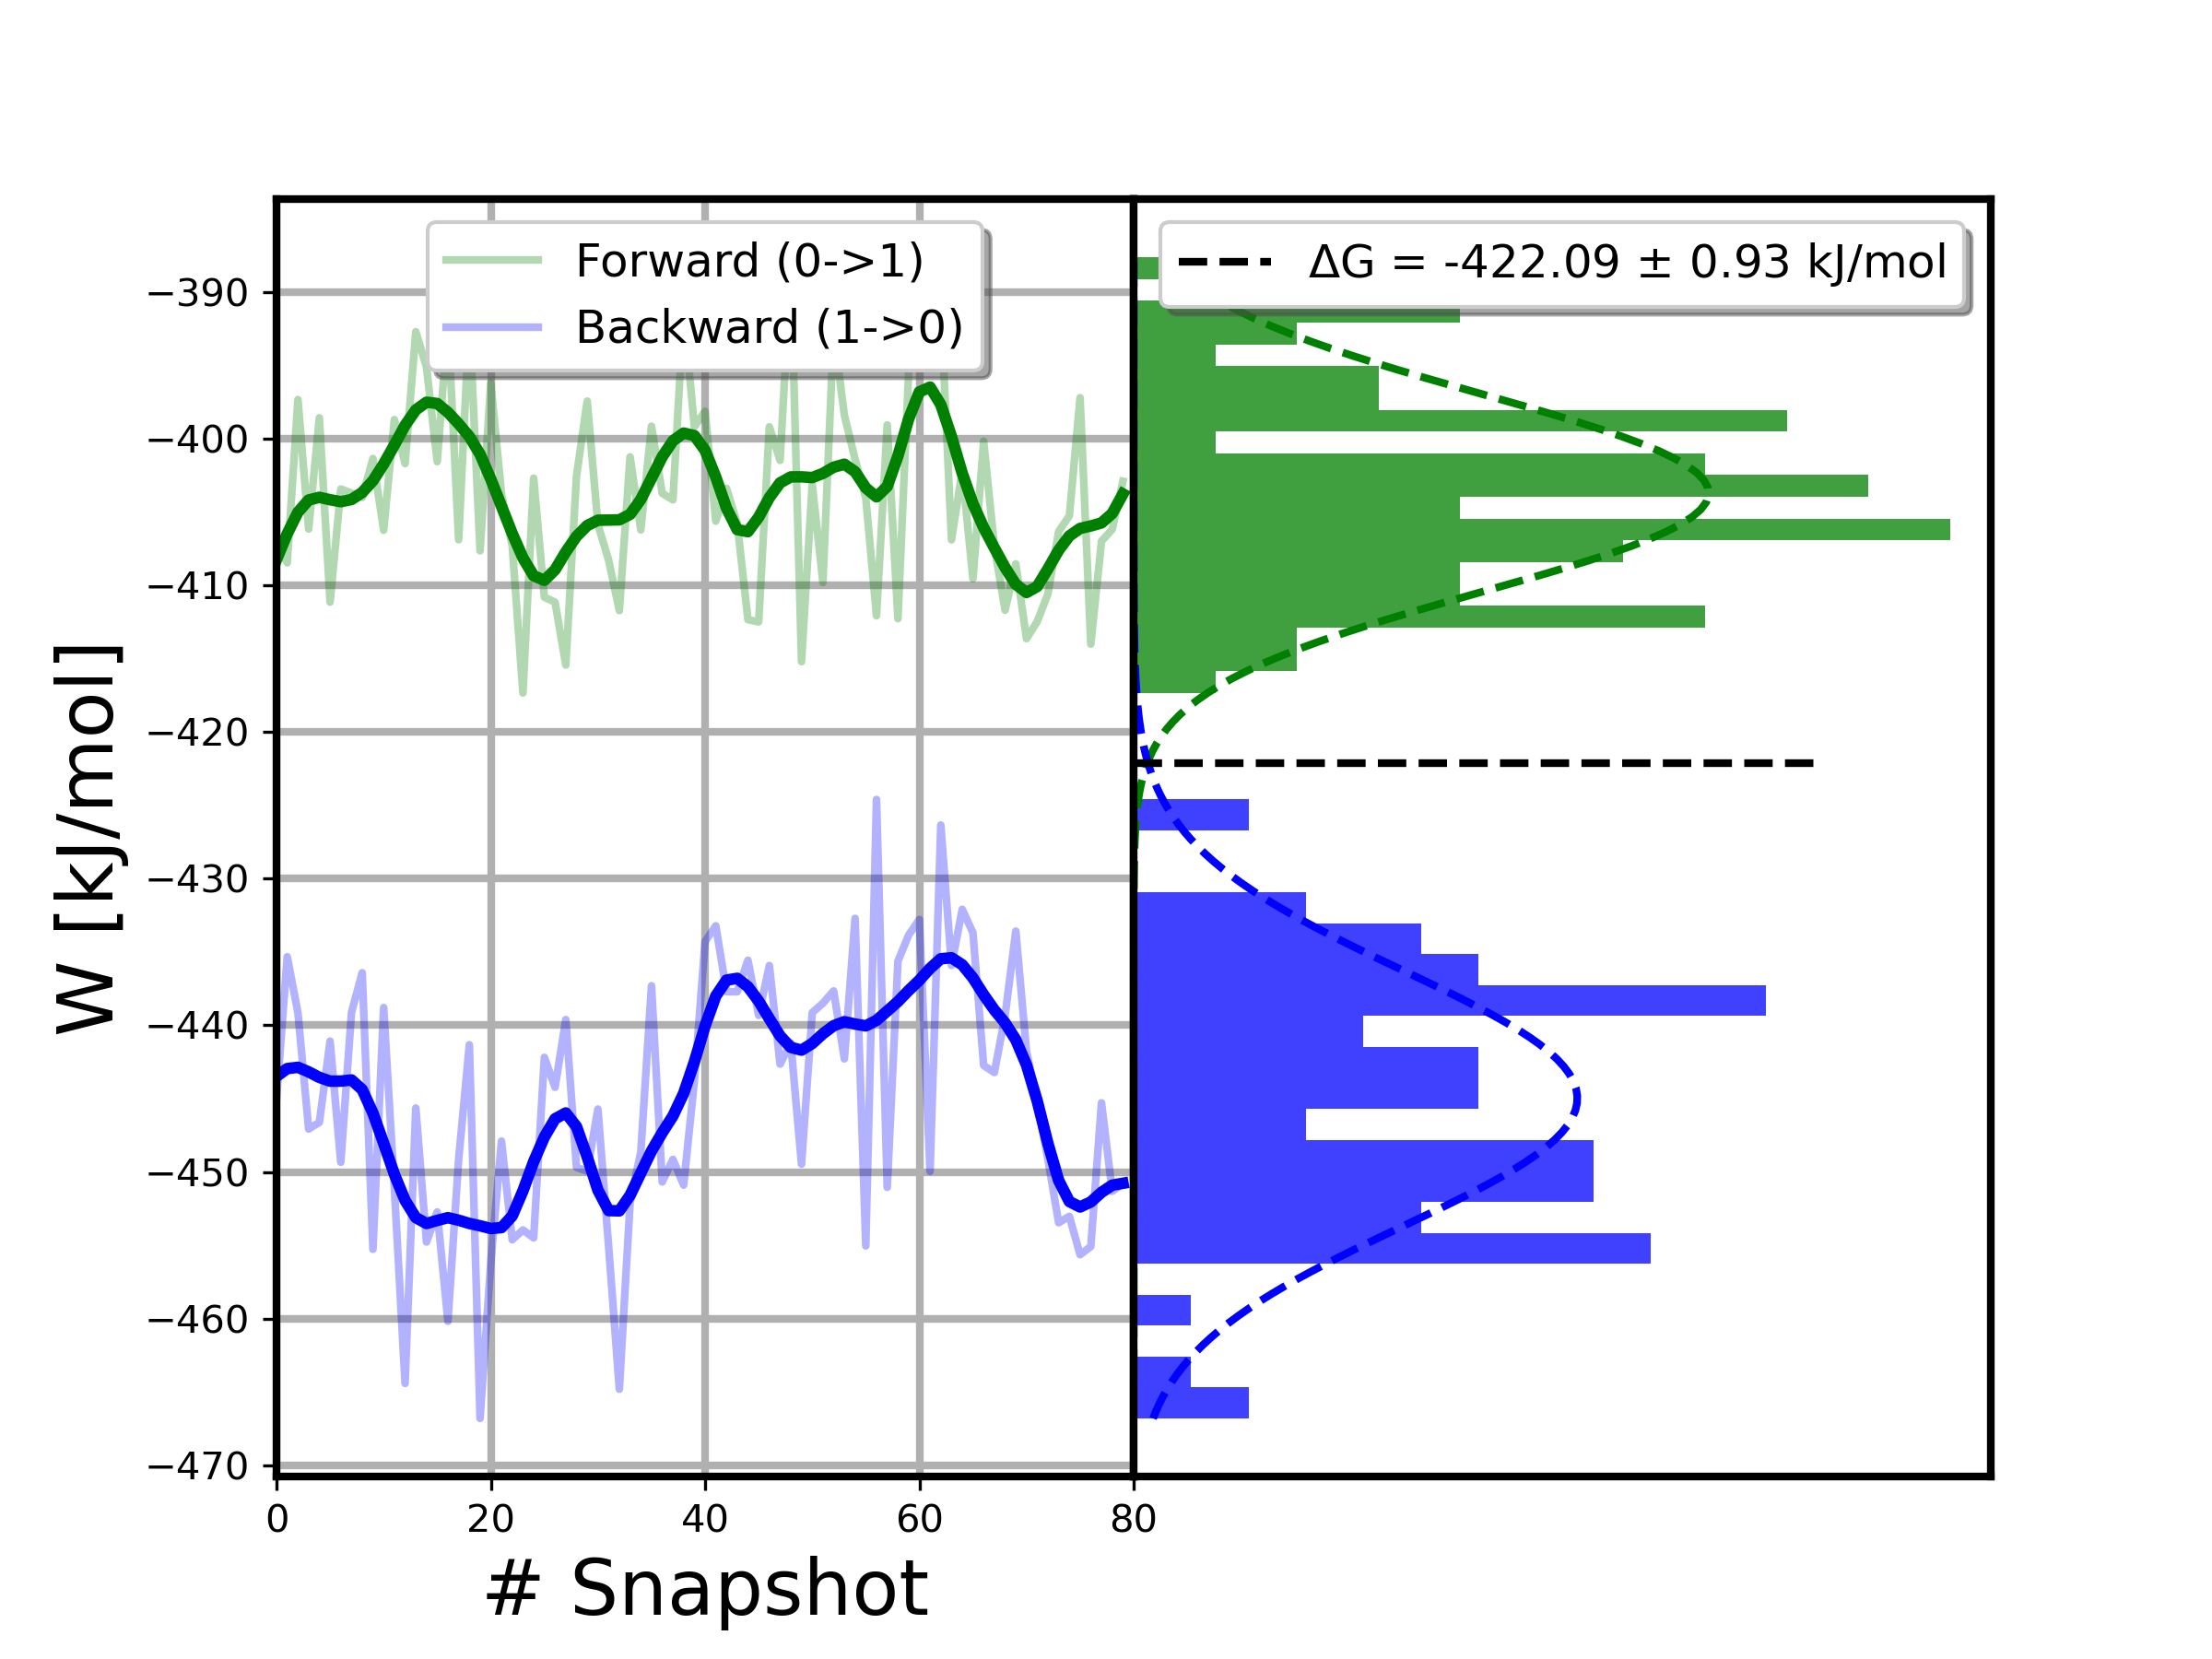 Forward (0->1)
Backward (1->0)
ΔG = -422.09 ± 0.93 kJ/mol
W [kJ/mol]
−390
−400
−410
−420
−430
−440
−450
−460
−470
0 20 40 60 80
# Snapshot